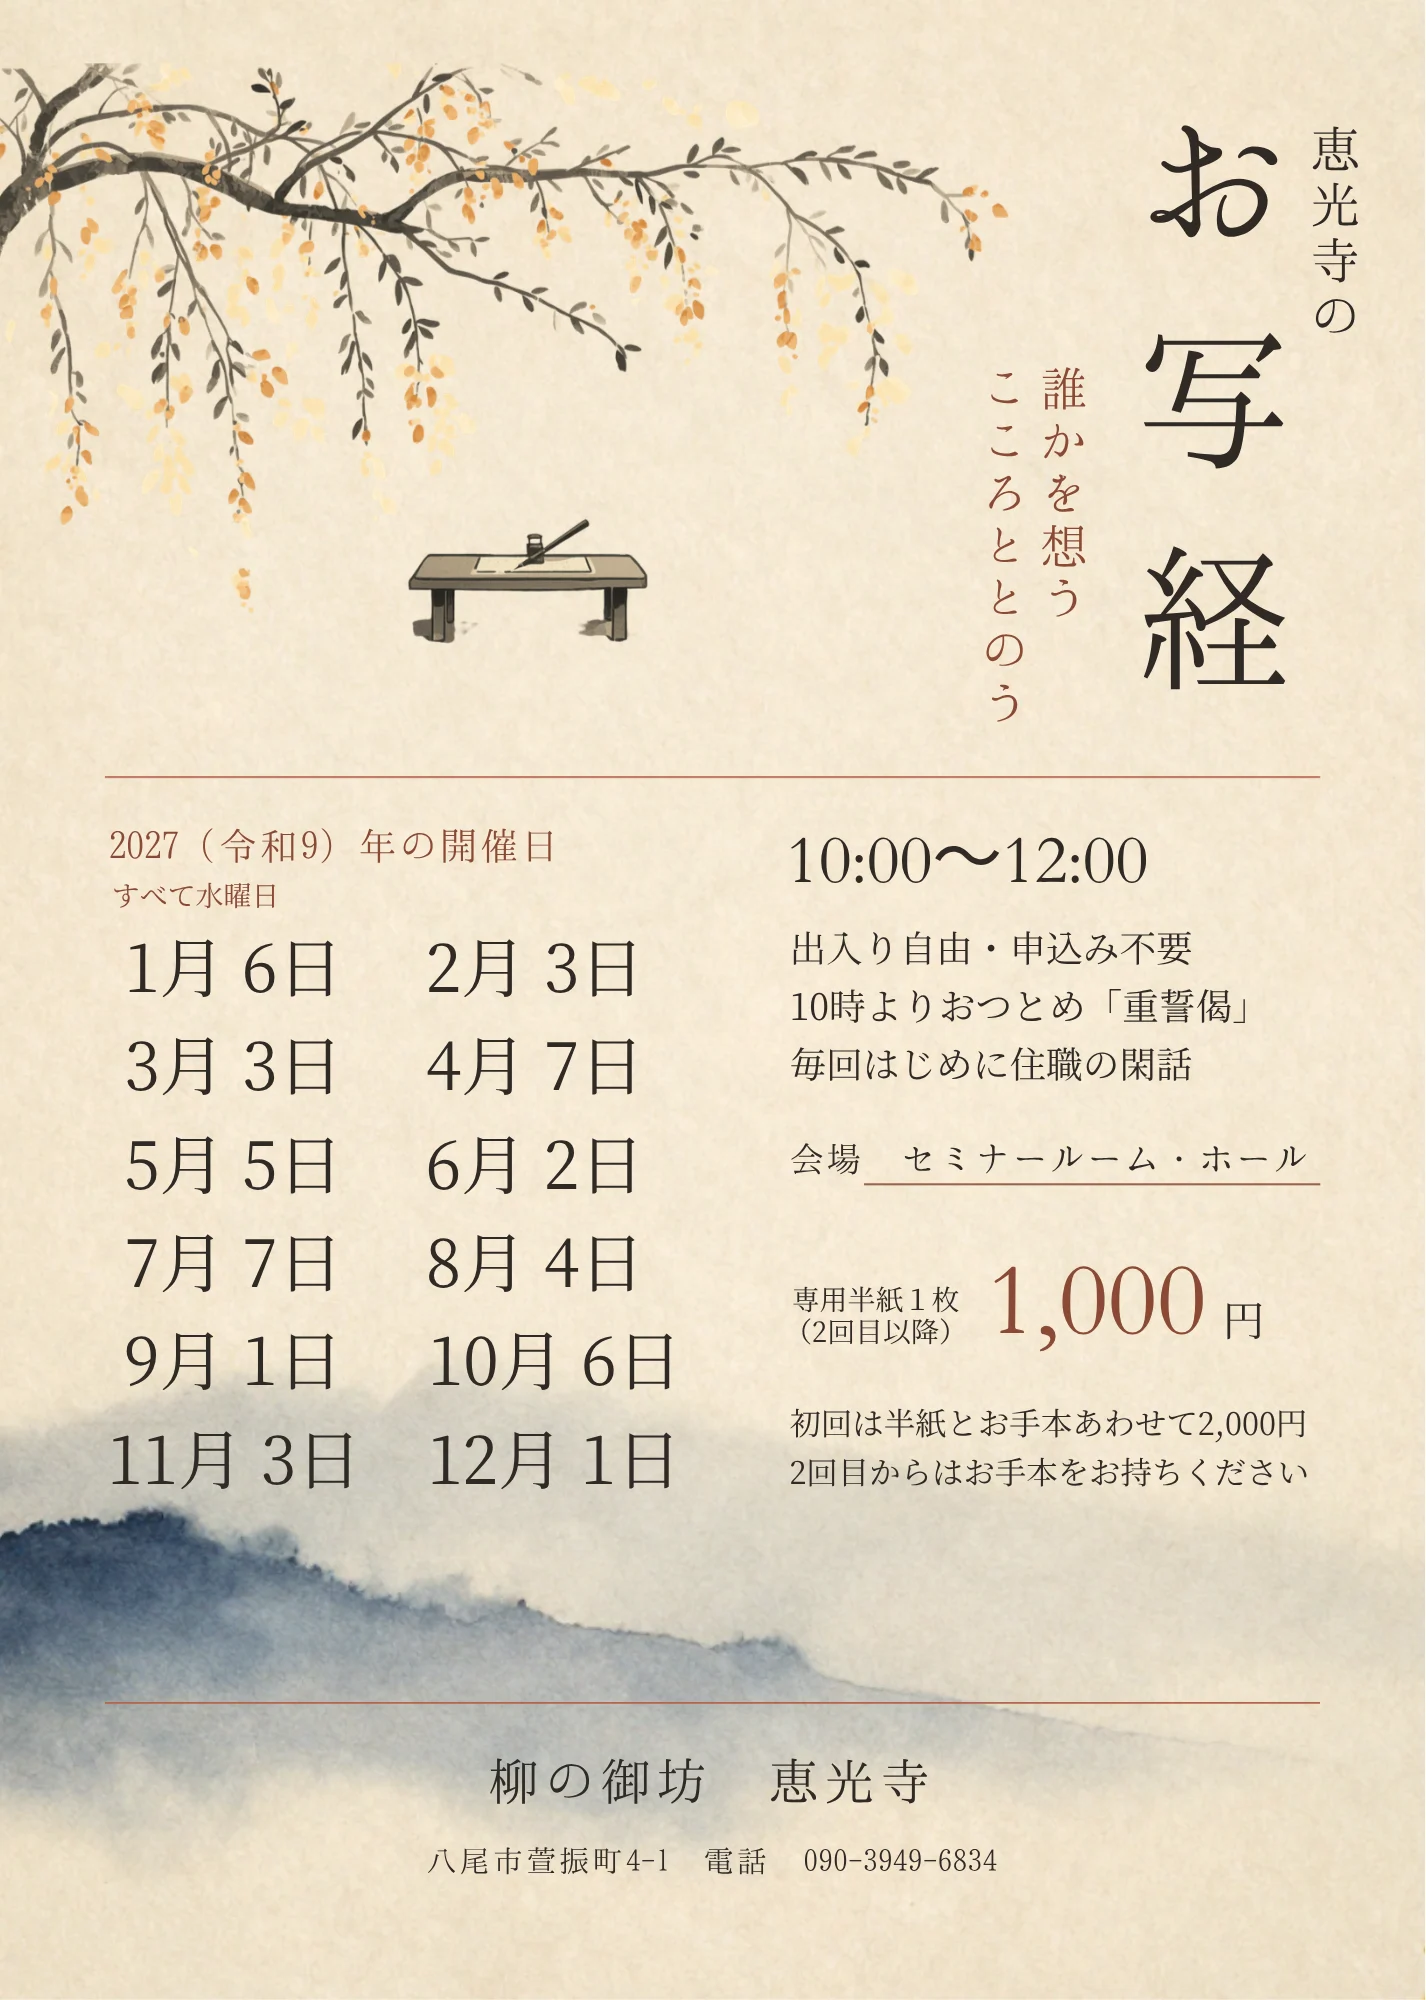 恵光寺の
お写経
誰かを想う
こころととのう
2027（令和9）年の開催日
すべて水曜日
1月 6日
2月 3日
3月 3日
4月 7日
5月 5日
6月 2日
7月 7日
8月 4日
9月 1日
10月 6日
11月 3日
12月 1日
10:00〜12:00
出入り自由・申込み不要
10時よりおつとめ「重誓偈」
毎回はじめに住職の閑話
会場　セミナールーム・ホール
専用半紙１枚
（2回目以降）
1,000 円
初回は半紙とお手本あわせて2,000円
2回目からはお手本をお持ちください
柳の御坊　恵光寺
八尾市萱振町4-1　電話　090-3949-6834